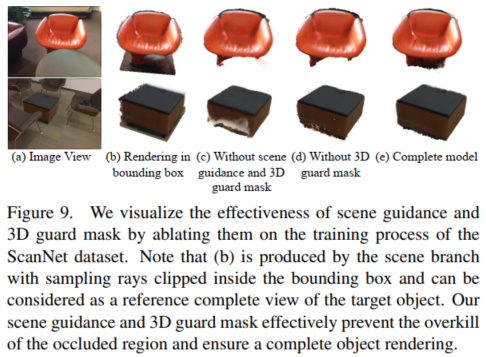 (a) Image View (b) Rendering in (c) Without scene (d) Without 3D (e) Complete model
bounding box guidance and 3D guard mask
guard mask
Figure 9. We visualize the effectiveness of scene guidance and
3D guard mask by ablating them on the training process of the
ScanNet dataset. Note that (b) is produced by the scene branch
with sampling rays clipped inside the bounding box and can be
considered as a reference complete view of the target object. Our
scene guidance and 3D guard mask effectively prevent the overkill
of the occluded region and ensure a complete object rendering.